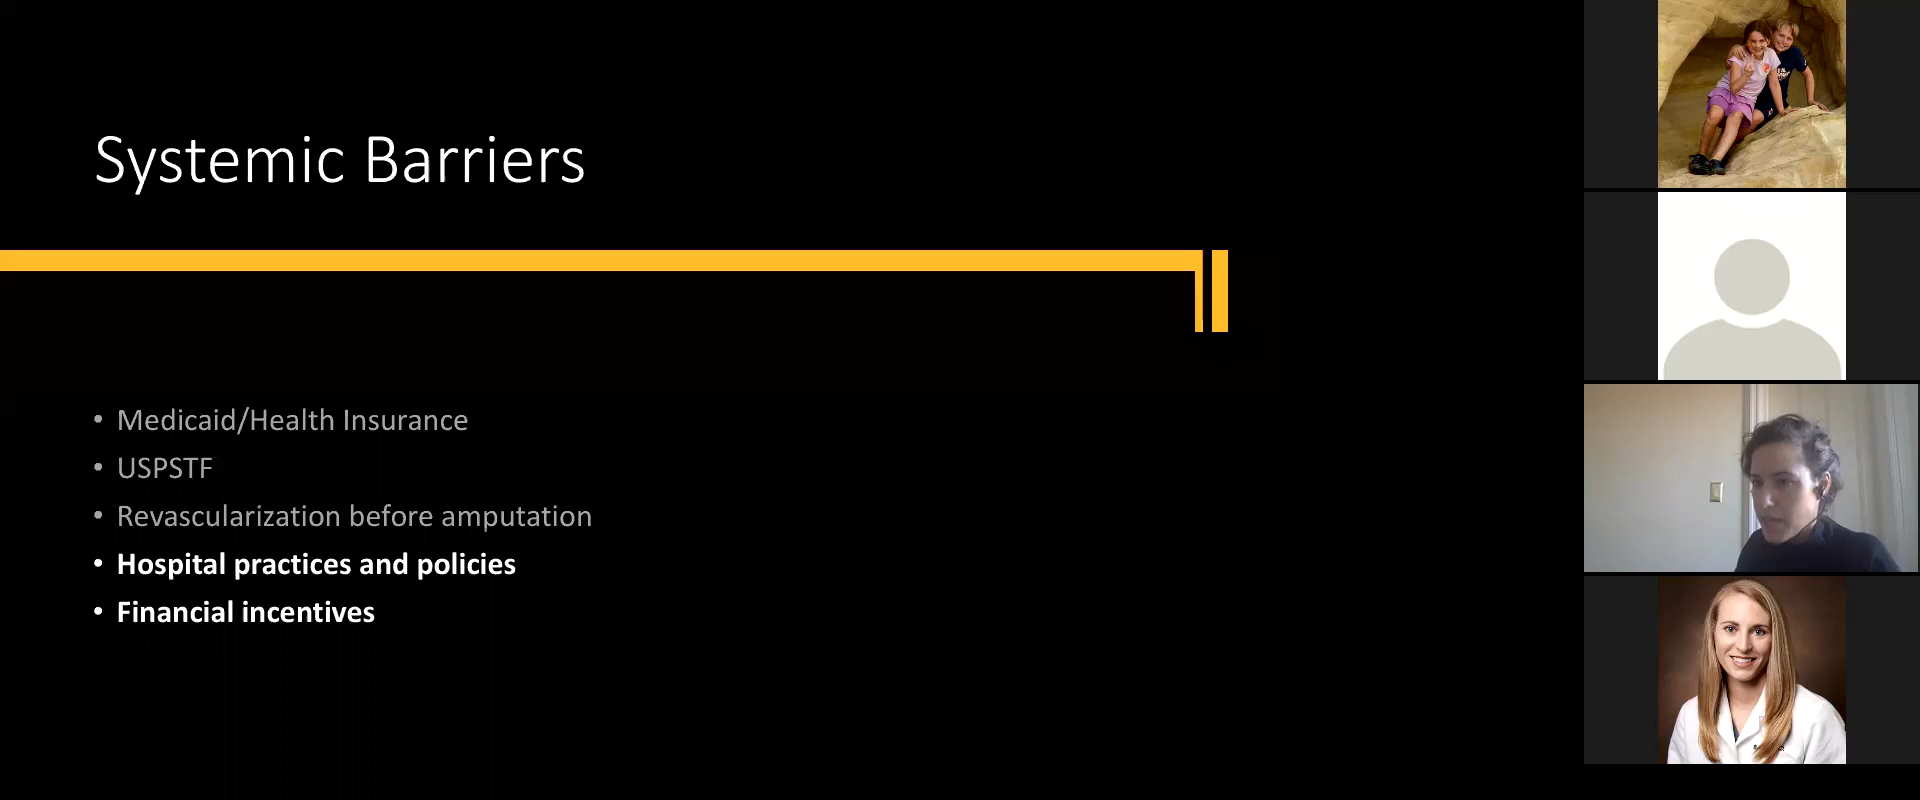 Systemic Barriers
• Medicaid/Health Insurance
• USPSTF
• Revascularization before amputation
• Hospital practices and policies
• Financial incentives